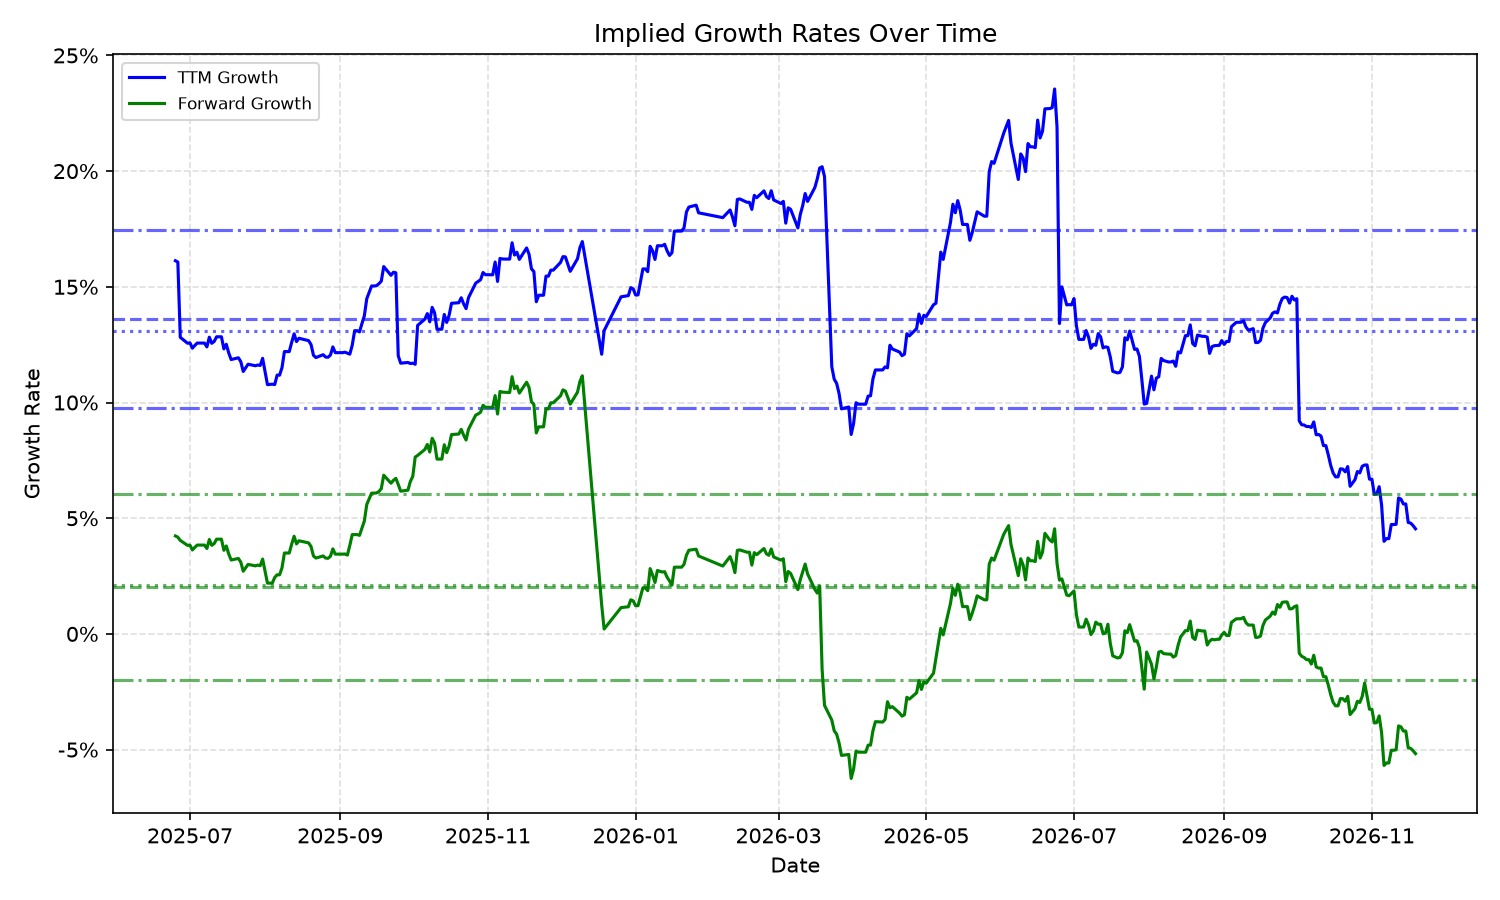 Implied Growth Rates Over Time
TTM Growth
Forward Growth
Growth Rate
25%
20%
15%
10%
5%
0%
-5%
2025-07 2025-09 2025-11 2026-01 2026-03 2026-05 2026-07 2026-09 2026-11
Date